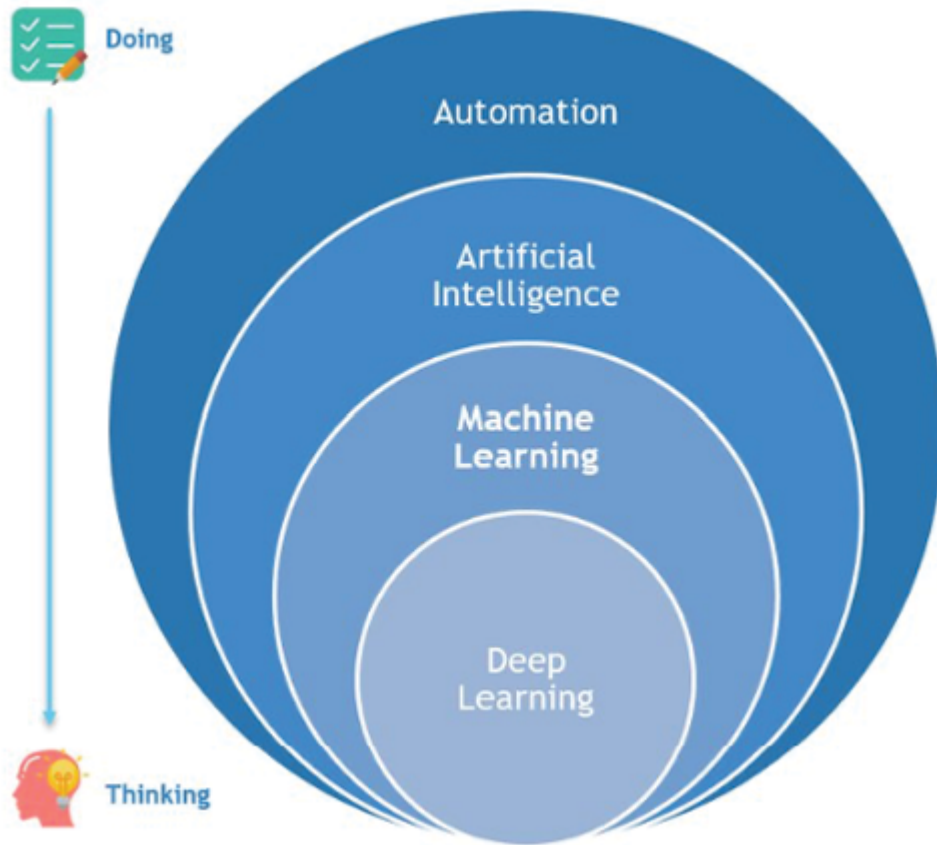 Doing
Automation
Artificial
Intelligence
Machine
Learning
Deep
Learning
Thinking